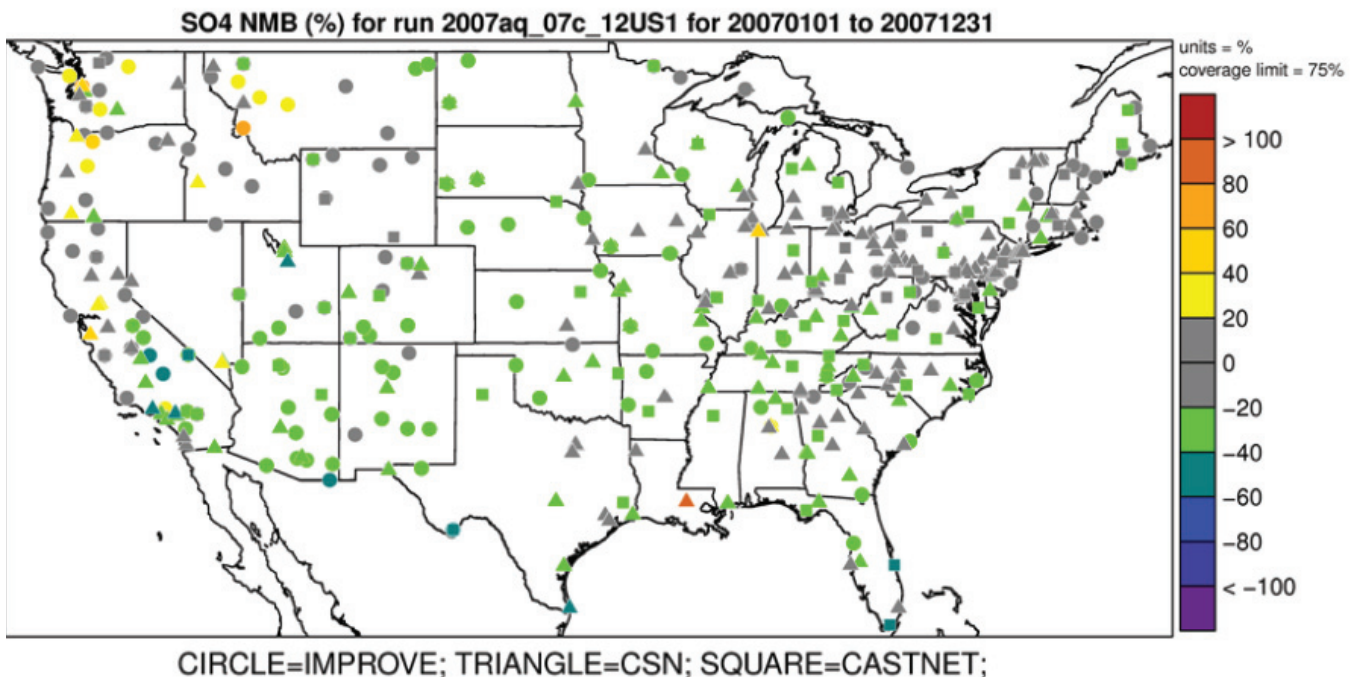 SO4 NMB (%) for run 2007aq_07c_12US1 for 20070101 to 20071231
units = %
coverage limit = 75%
> 100
80
60
40
20
0
−20
−40
−60
−80
< −100
CIRCLE=IMPROVE; TRIANGLE=CSN; SQUARE=CASTNET;